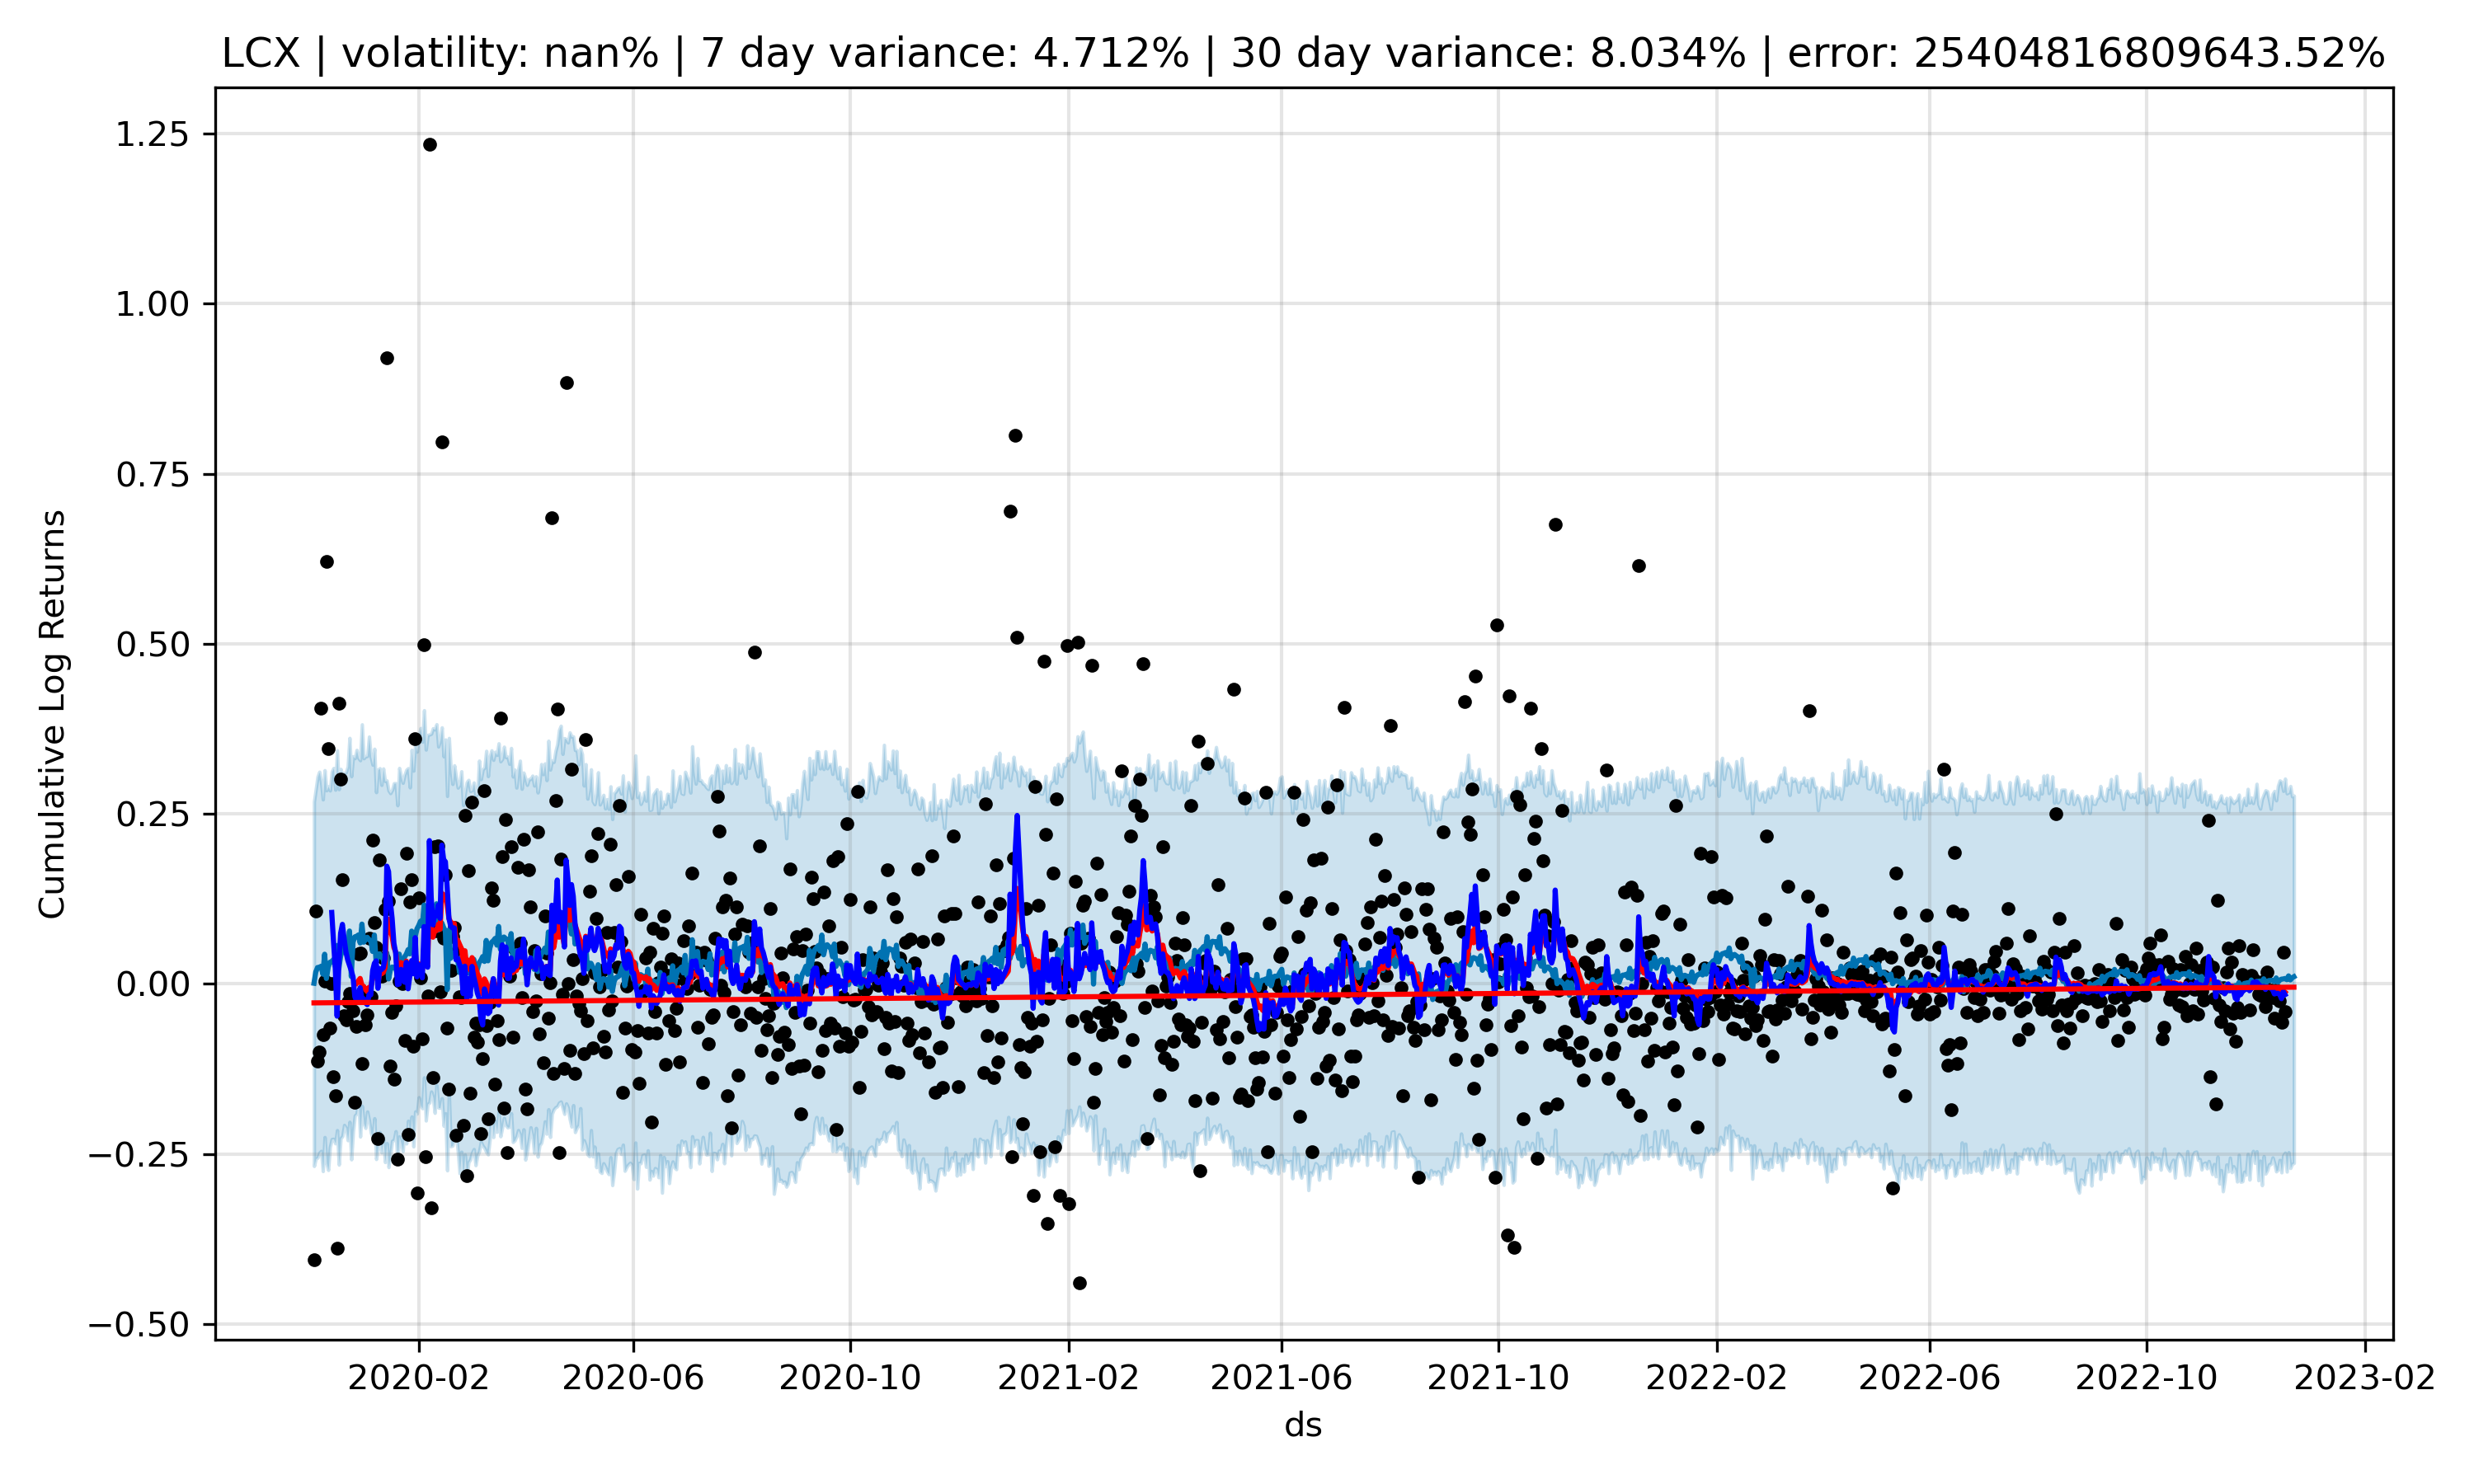 LCX | volatility: nan% | 7 day variance: 4.712% | 30 day variance: 8.034% | error: 25404816809643.52%
1.25
1.00
0.75
0.50
0.25
0.00
−0.25
−0.50
Cumulative Log Returns
2020-02 2020-06 2020-10 2021-02 2021-06 2021-10 2022-02 2022-06 2022-10 2023-02
ds